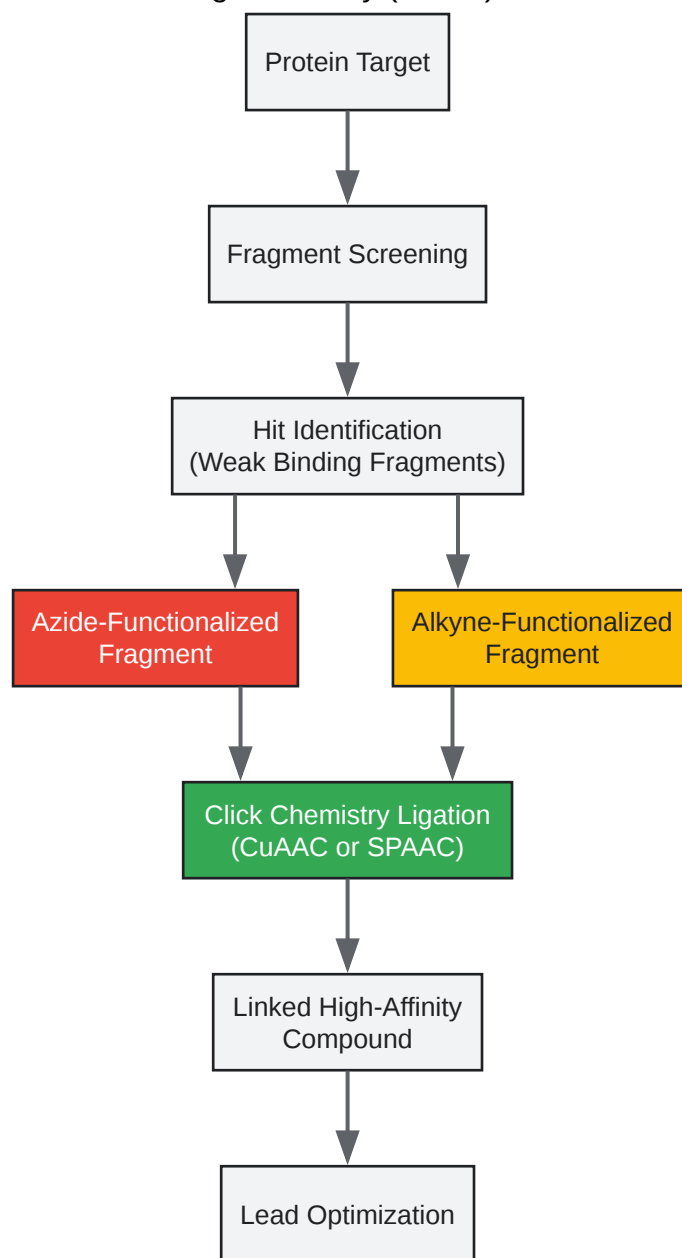 Protein Target
Fragment Screening
Hit Identification
(Weak Binding Fragments)
Azide-Functionalized
Fragment
Alkyne-Functionalized
Fragment
Click Chemistry Ligation
(CuAAC or SPAAC)
Linked High-Affinity
Compound
Lead Optimization